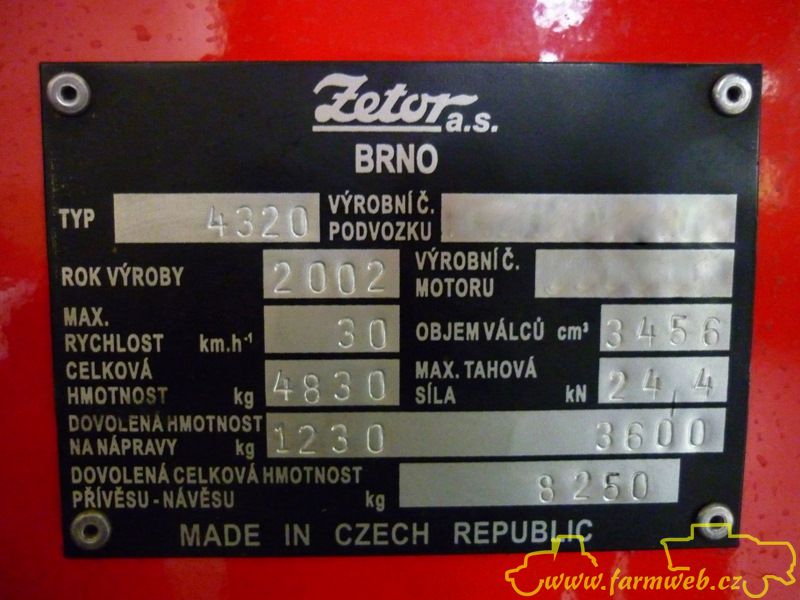 Zetor a.s.
BRNO
TYP 4320 VÝROBNÍ Č. PODVOZKU
ROK VÝROBY 2002 VÝROBNÍ Č. MOTORU
MAX. RYCHLOST km.h-¹ 30 OBJEM VÁLCŮ cm³ 3456
CELKOVÁ HMOTNOST kg 4830 MAX. TAHOVÁ SÍLA kN 24,4
DOVOLENÁ HMOTNOST NA NÁPRAVY kg 1230 3600
DOVOLENÁ CELKOVÁ HMOTNOST PŘÍVĚSU - NÁVĚSU kg 8250
MADE IN CZECH REPUBLIC
www.farmweb.cz